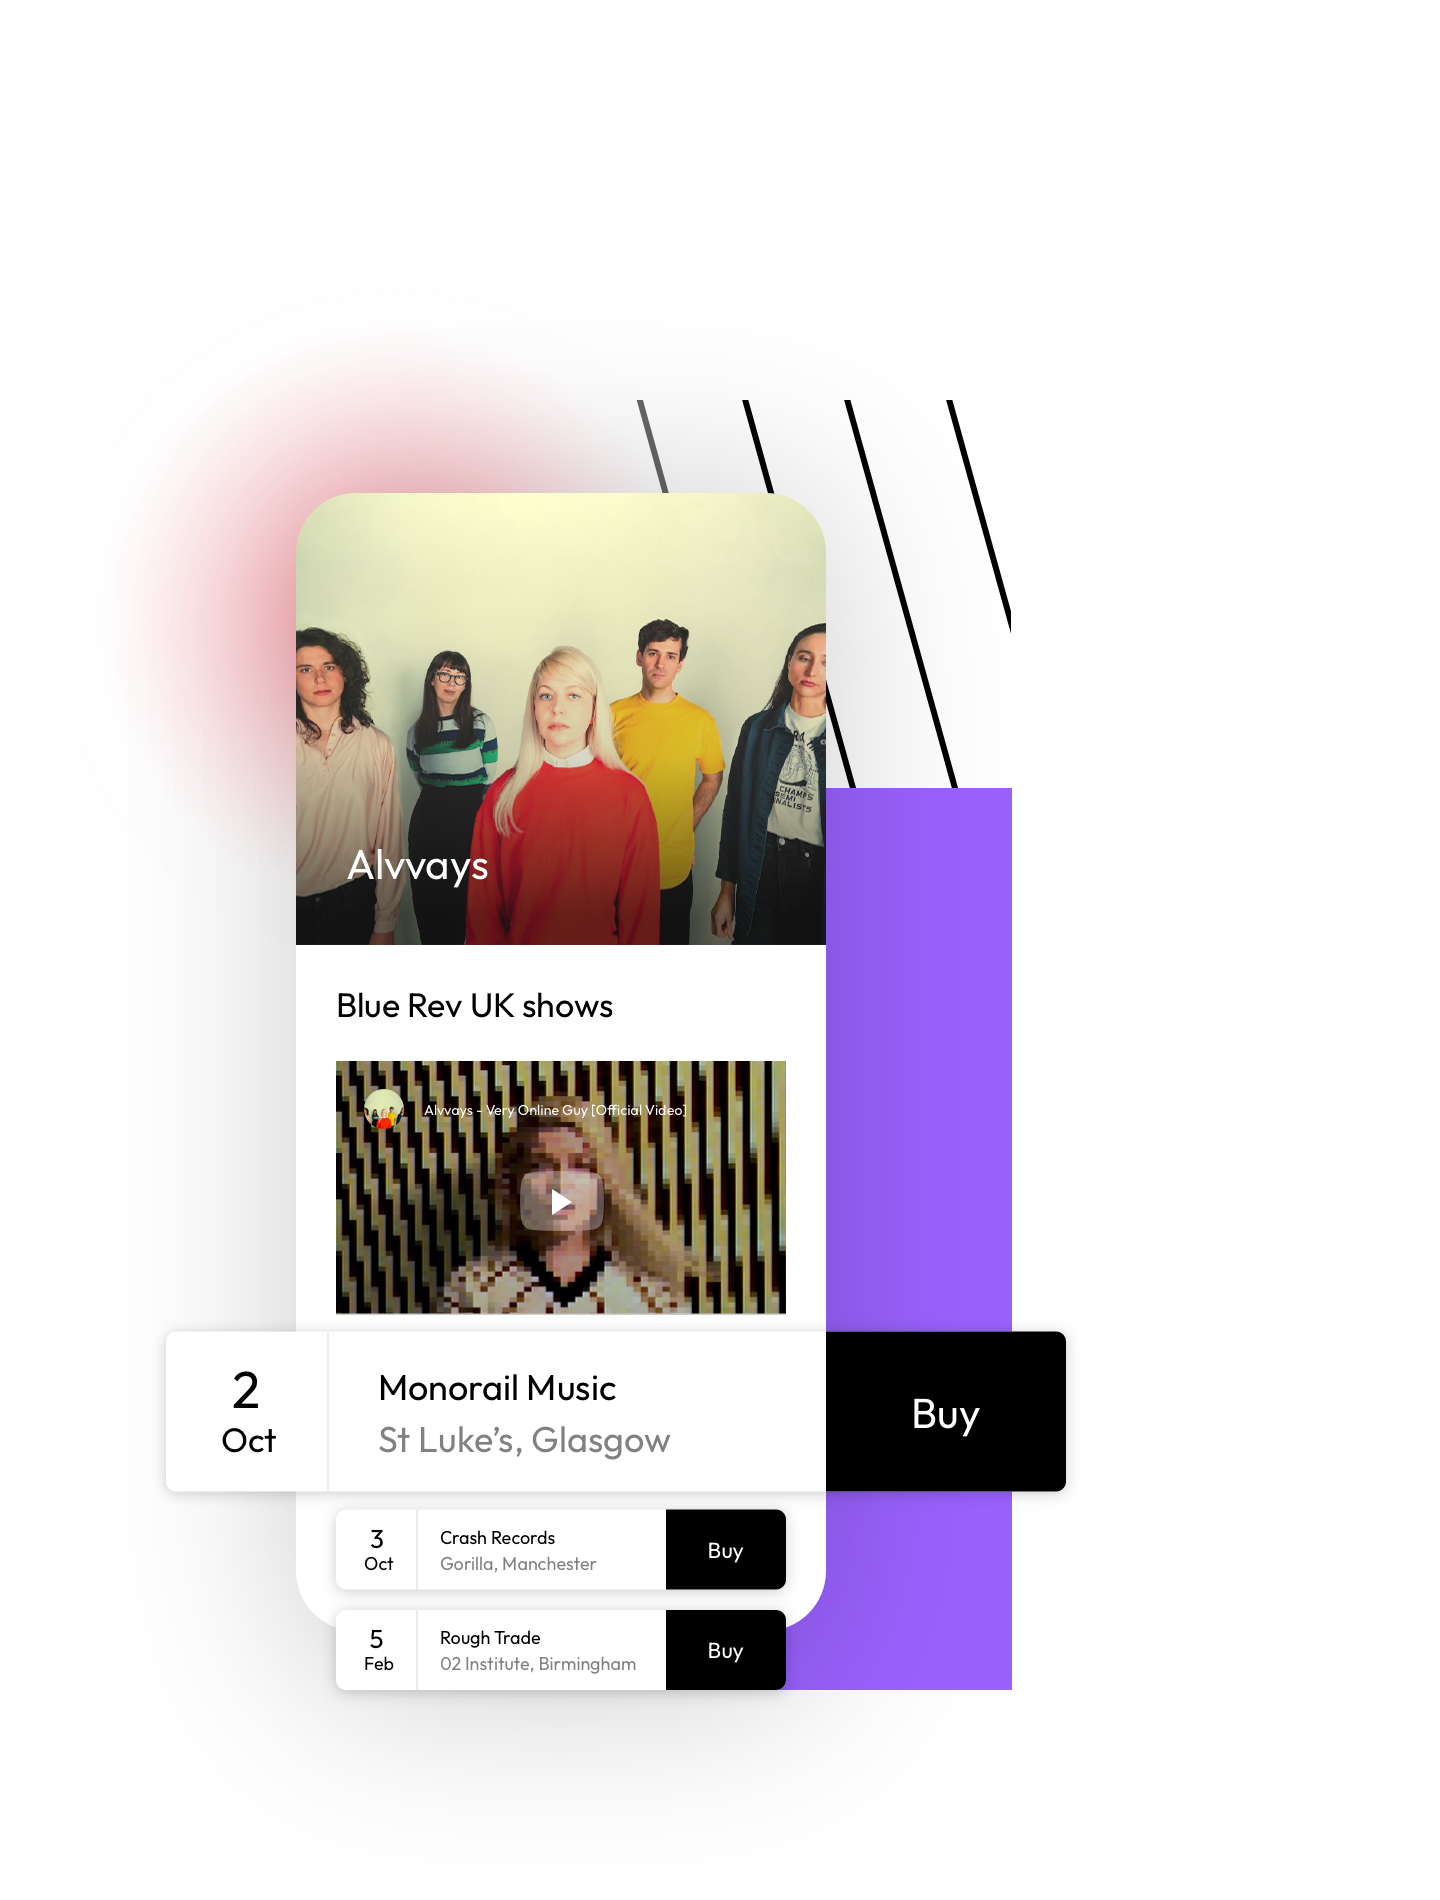 Alvvays
Blue Rev UK shows
Alvvays - Very Online Guy [Official Video]
2
Oct
Monorail Music
St Luke’s, Glasgow
Buy
3
Oct
Crash Records
Gorilla, Manchester
Buy
5
Feb
Rough Trade
02 Institute, Birmingham
Buy